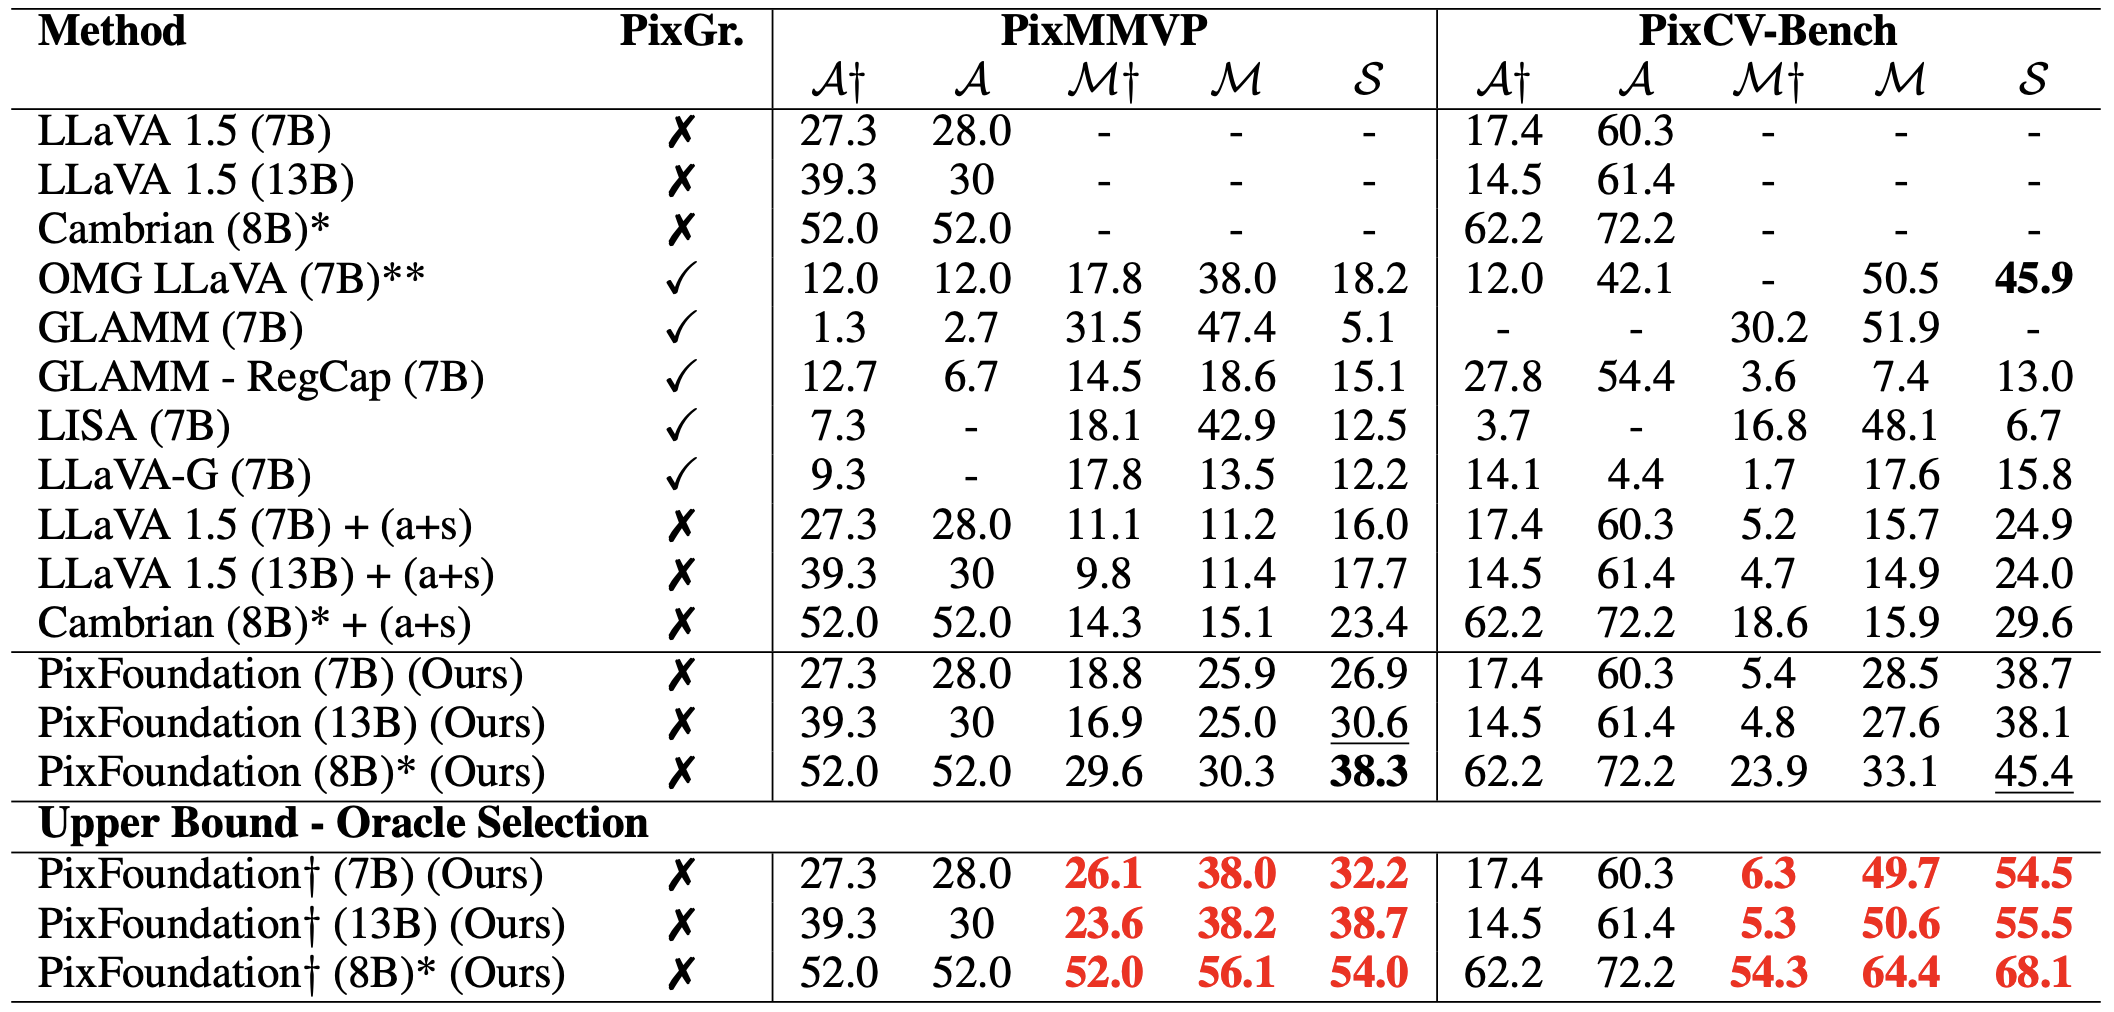 Method PixGr. PixMMVP PixCV-Bench
𝒜† 𝒜 ℳ† ℳ 𝒮 𝒜† 𝒜 ℳ† ℳ 𝒮
LLaVA 1.5 (7B) ✗ 27.3 28.0 - - - 17.4 60.3 - - -
LLaVA 1.5 (13B) ✗ 39.3 30 - - - 14.5 61.4 - - -
Cambrian (8B)* ✗ 52.0 52.0 - - - 62.2 72.2 - - -
OMG LLaVA (7B)** ✓ 12.0 12.0 17.8 38.0 18.2 12.0 42.1 - 50.5 45.9
GLAMM (7B) ✓ 1.3 2.7 31.5 47.4 5.1 - - 30.2 51.9 -
GLAMM - RegCap (7B) ✓ 12.7 6.7 14.5 18.6 15.1 27.8 54.4 3.6 7.4 13.0
LISA (7B) ✓ 7.3 - 18.1 42.9 12.5 3.7 - 16.8 48.1 6.7
LLaVA-G (7B) ✓ 9.3 - 17.8 13.5 12.2 14.1 4.4 1.7 17.6 15.8
LLaVA 1.5 (7B) + (a+s) ✗ 27.3 28.0 11.1 11.2 16.0 17.4 60.3 5.2 15.7 24.9
LLaVA 1.5 (13B) + (a+s) ✗ 39.3 30 9.8 11.4 17.7 14.5 61.4 4.7 14.9 24.0
Cambrian (8B)* + (a+s) ✗ 52.0 52.0 14.3 15.1 23.4 62.2 72.2 18.6 15.9 29.6
PixFoundation (7B) (Ours) ✗ 27.3 28.0 18.8 25.9 26.9 17.4 60.3 5.4 28.5 38.7
PixFoundation (13B) (Ours) ✗ 39.3 30 16.9 25.0 30.6 14.5 61.4 4.8 27.6 38.1
PixFoundation (8B)* (Ours) ✗ 52.0 52.0 29.6 30.3 38.3 62.2 72.2 23.9 33.1 45.4
Upper Bound - Oracle Selection
PixFoundation† (7B) (Ours) ✗ 27.3 28.0 26.1 38.0 32.2 17.4 60.3 6.3 49.7 54.5
PixFoundation† (13B) (Ours) ✗ 39.3 30 23.6 38.2 38.7 14.5 61.4 5.3 50.6 55.5
PixFoundation† (8B)* (Ours) ✗ 52.0 52.0 52.0 56.1 54.0 62.2 72.2 54.3 64.4 68.1